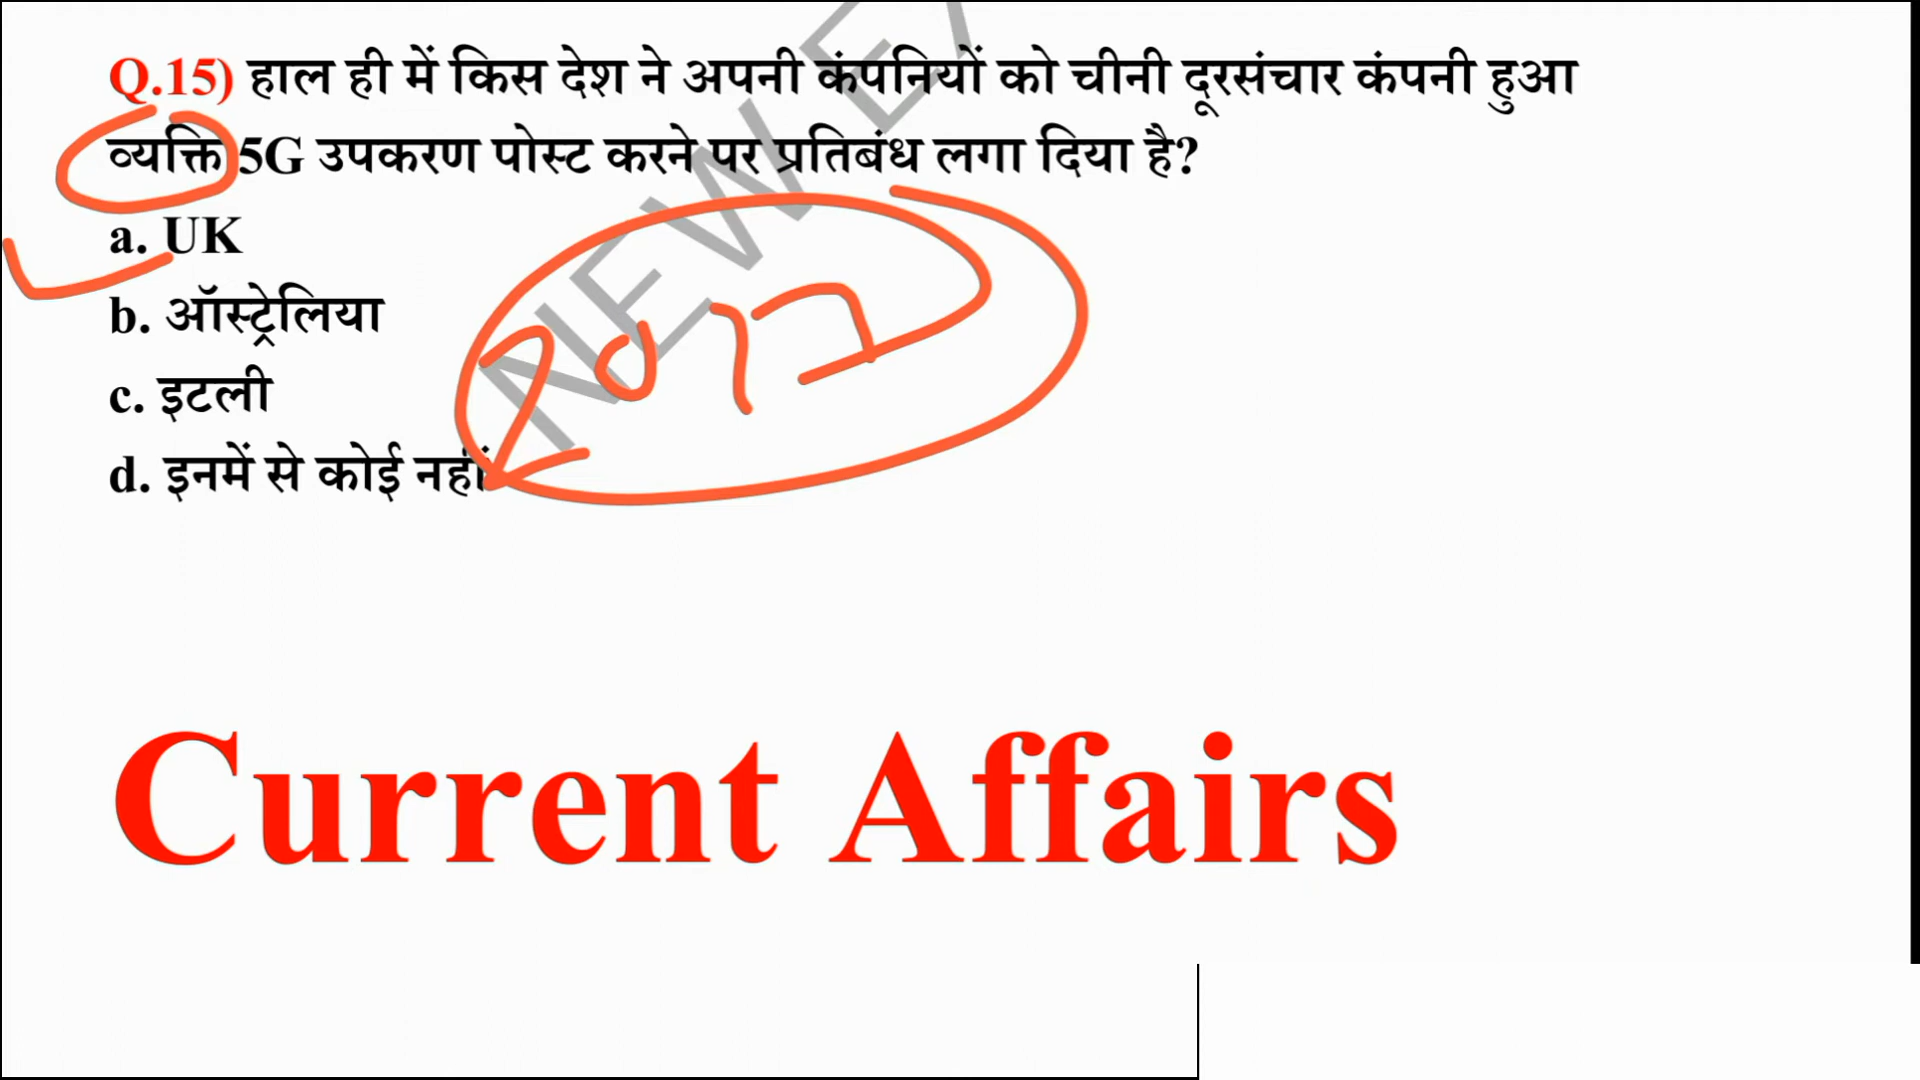 Q.15) हाल ही में किस देश ने अपनी कंपनियों को चीनी दूरसंचार कंपनी हुआ
व्यक्ति 5G उपकरण पोस्ट करने पर प्रतिबंध लगा दिया है?
a. UK
b. ऑस्ट्रेलिया
c. इटली
d. इनमें से कोई नहीं
NEW
Current Affairs